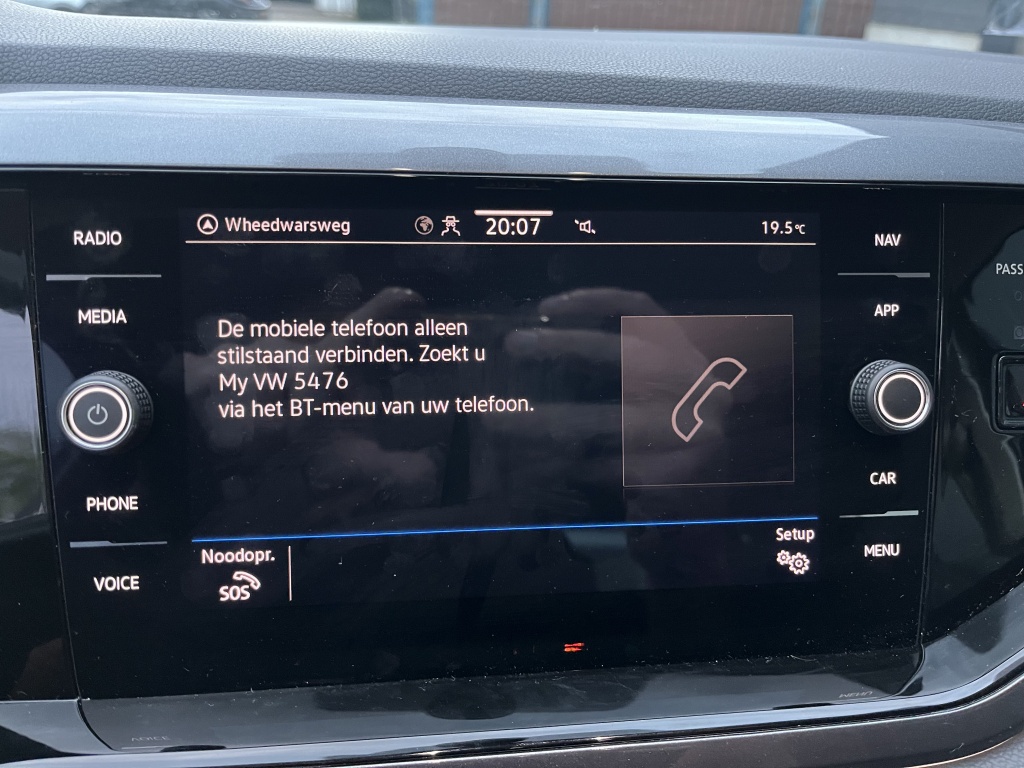 RADIO
MEDIA
PHONE
VOICE
Wheedwarsweg
20:07
19.5°C
De mobiele telefoon alleen
stilstaand verbinden. Zoekt u
My VW 5476
via het BT-menu van uw telefoon.
Noodopr.
SOS
Setup
NAV
APP
CAR
MENU
PASS